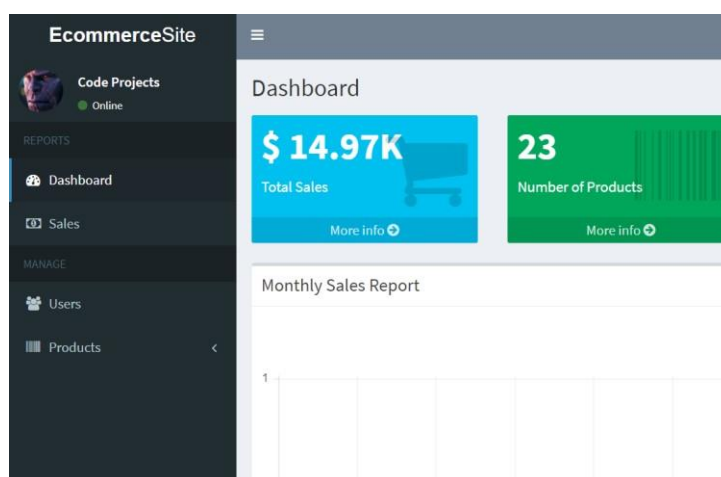 EcommerceSite
Code Projects
Online
REPORTS
Dashboard
Sales
MANAGE
Users
Products
Dashboard
$ 14.97K
Total Sales
More info
23
Number of Products
More info
Monthly Sales Report
1